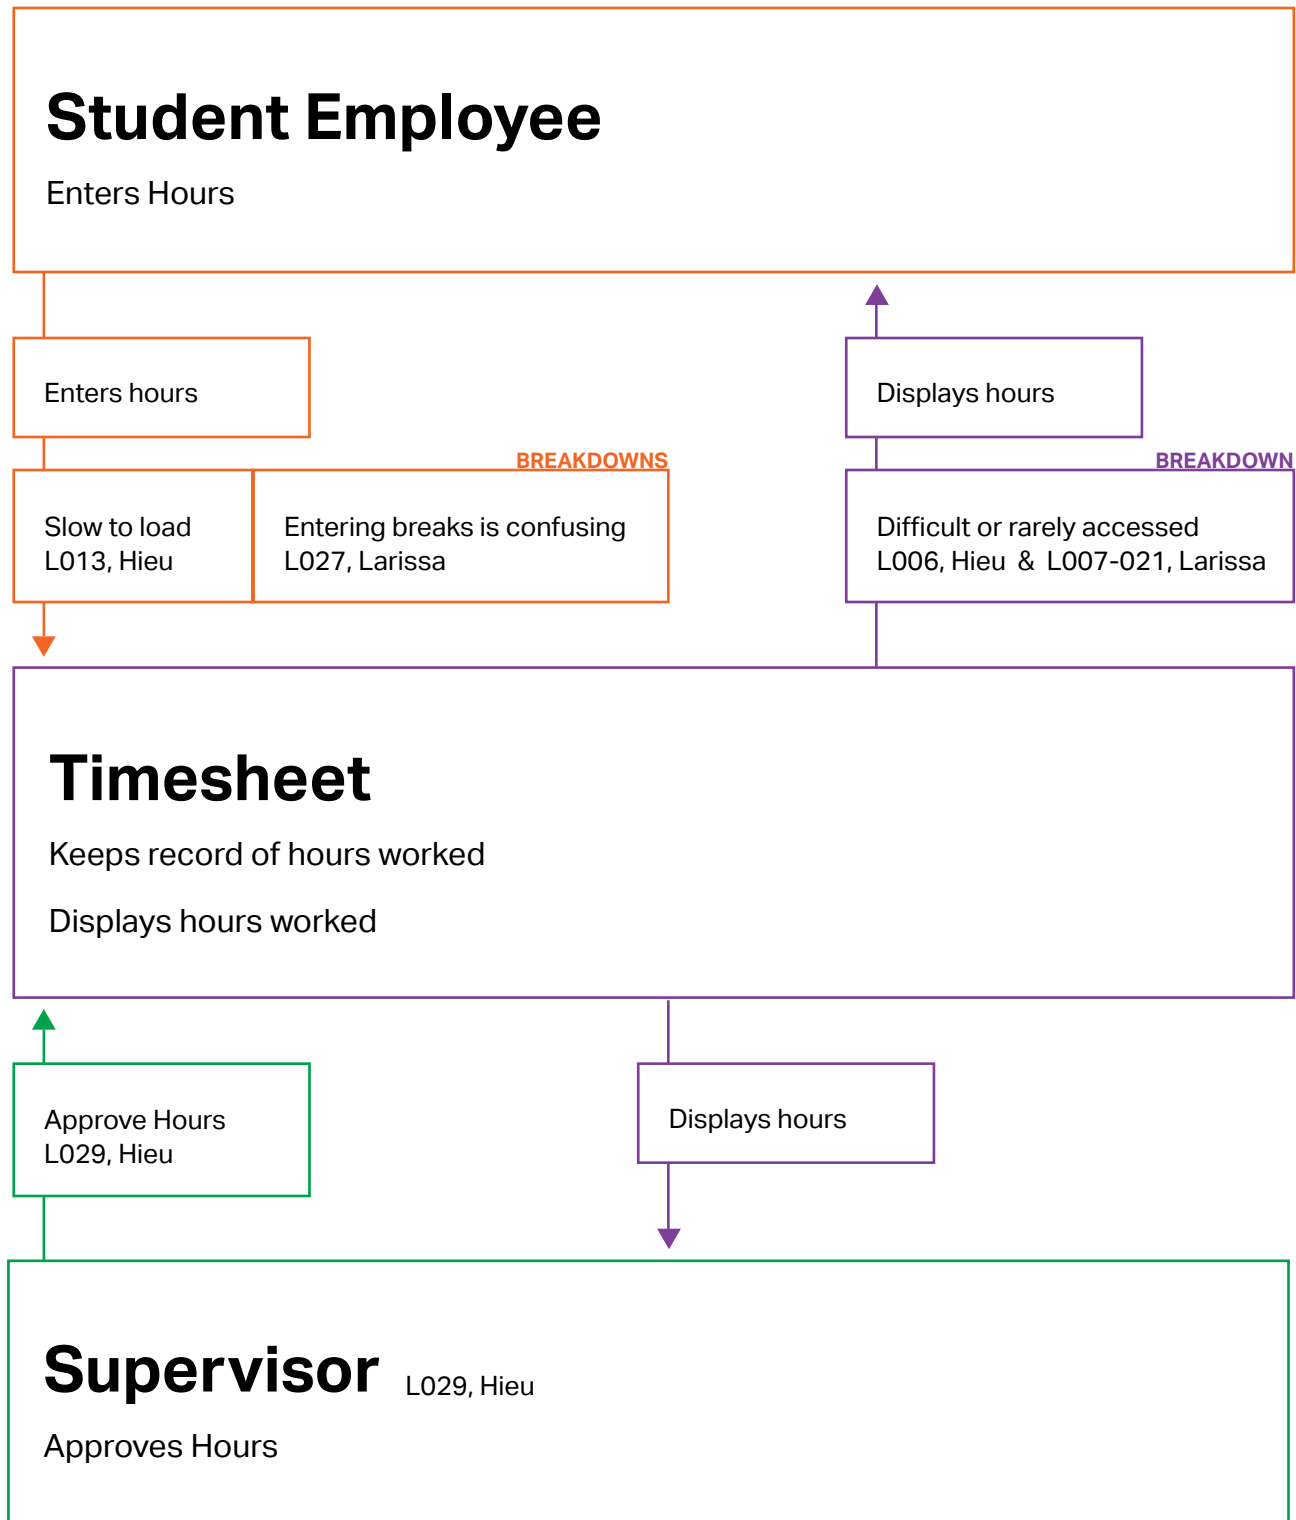 Student Employee
Enters Hours
Enters hours
Displays hours
BREAKDOWNS
BREAKDOWN
Slow to load
L013, Hieu
Entering breaks is confusing
L027, Larissa
Difficult or rarely accessed
L006, Hieu & L007-021, Larissa
Timesheet
Keeps record of hours worked
Displays hours worked
Approve Hours
L029, Hieu
Displays hours
Supervisor L029, Hieu
Approves Hours